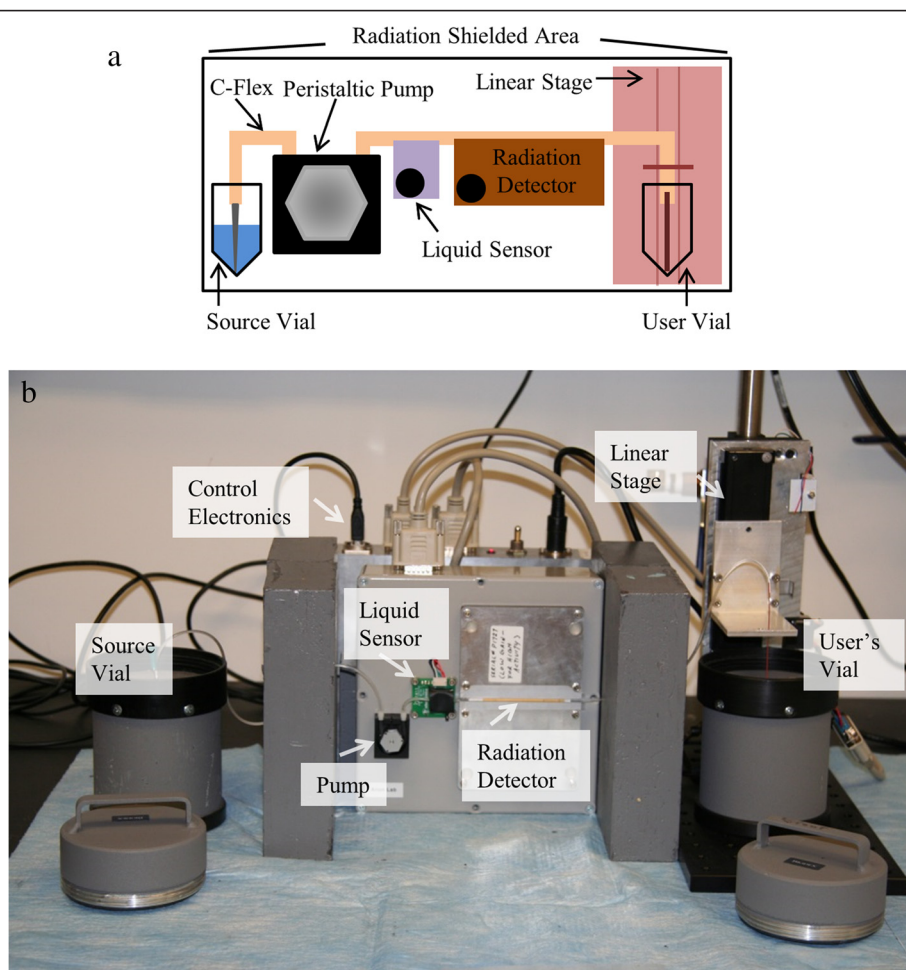 a
Radiation Shielded Area
C-Flex
Peristaltic Pump
Linear Stage
Radiation
Detector
Liquid Sensor
Source Vial
User Vial
b
Control
Electronics
Linear
Stage
Liquid
Sensor
Source
Vial
User's
Vial
Radiation
Detector
Pump